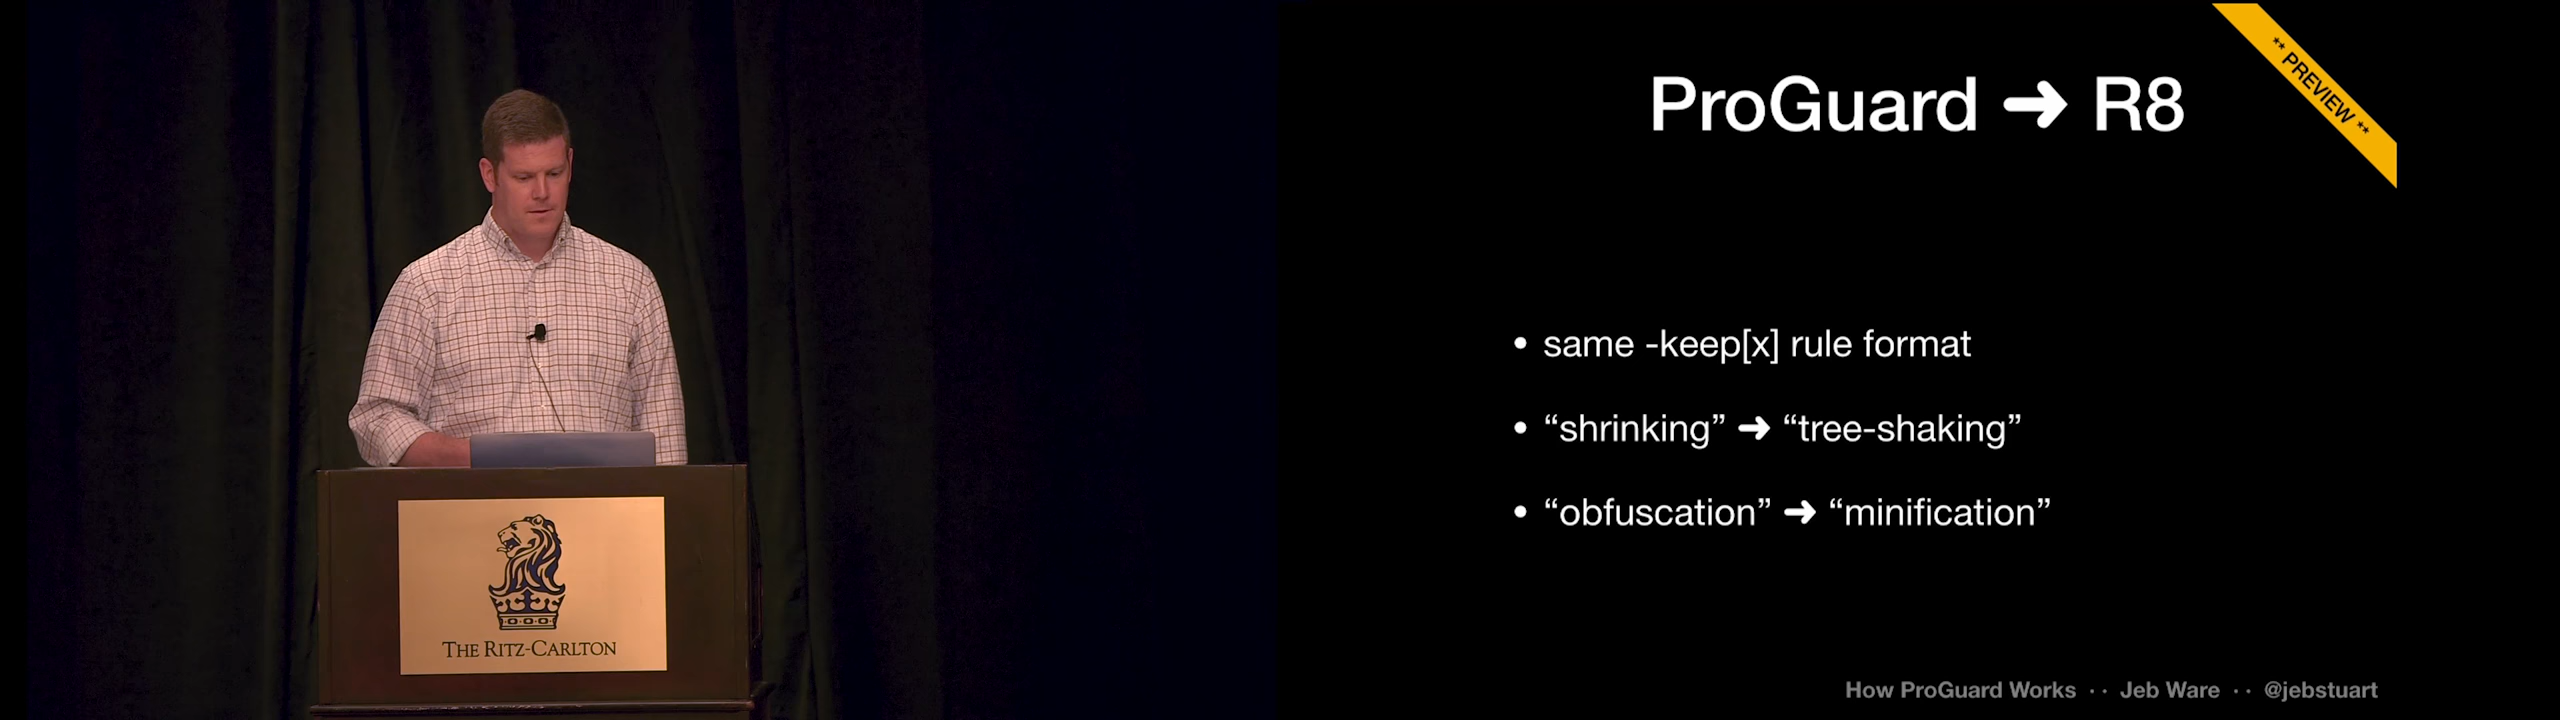 THE RITZ-CARLTON
** PREVIEW **
ProGuard ➜ R8
• same -keep[x] rule format
• “shrinking” ➜ “tree-shaking”
• “obfuscation” ➜ “minification”
How ProGuard Works ·· Jeb Ware ·· @jebstuart